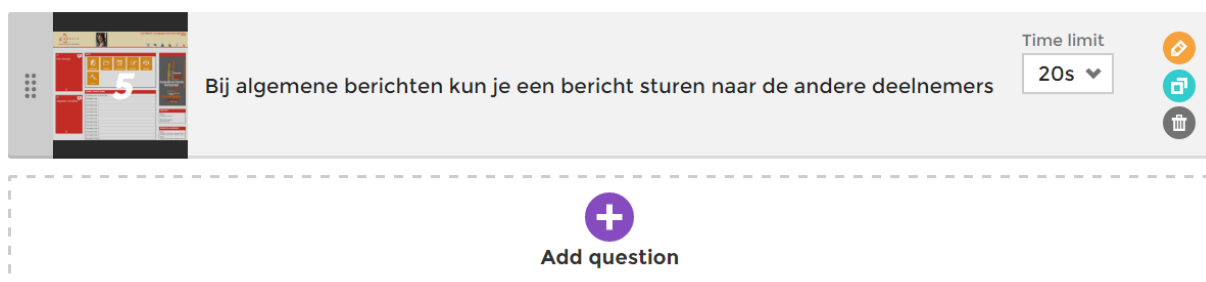 Time limit
20s
5
Bij algemene berichten kun je een bericht sturen naar de andere deelnemers
Add question